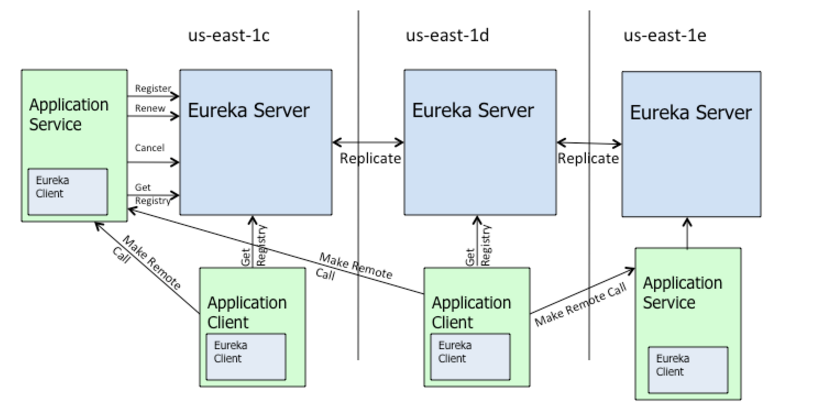 us-east-1c
us-east-1d
us-east-1e
Application
Service
Eureka
Client
Register
Renew
Cancel
Get
Registry
Eureka Server
Replicate
Eureka Server
Replicate
Eureka Server
Make Remote
Call
Get
Registry
Make Remote
Call
Get
Registry
Make Remote Call
Application
Client
Eureka
Client
Application
Client
Eureka
Client
Application
Service
Eureka
Client